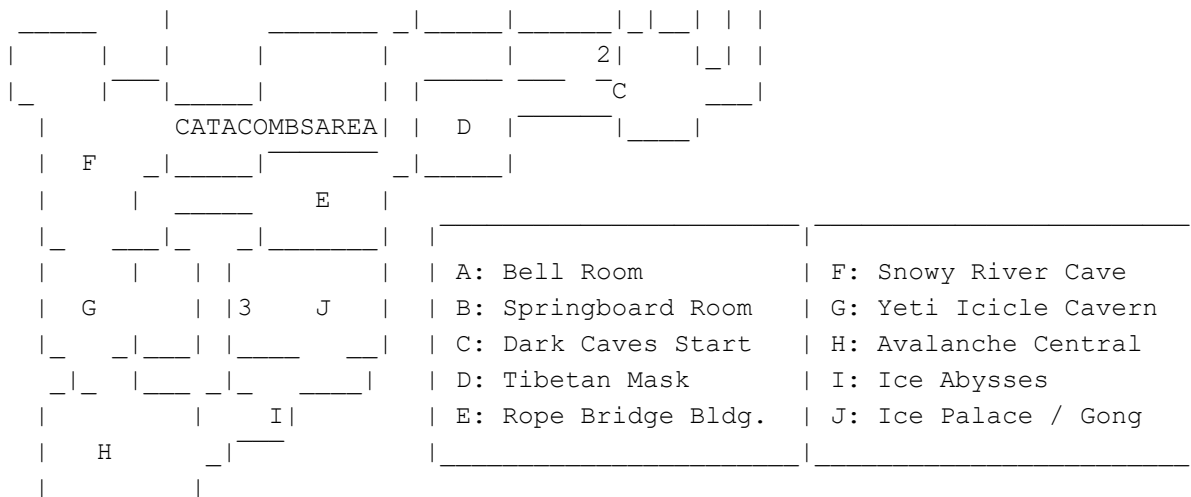 2
C
CATACOMBSAREA
D
F
E
A: Bell Room
F: Snowy River Cave
G
3
J
B: Springboard Room
G: Yeti Icicle Cavern
C: Dark Caves Start
H: Avalanche Central
D: Tibetan Mask
I: Ice Abysses
I
E: Rope Bridge Bldg.
J: Ice Palace / Gong
H